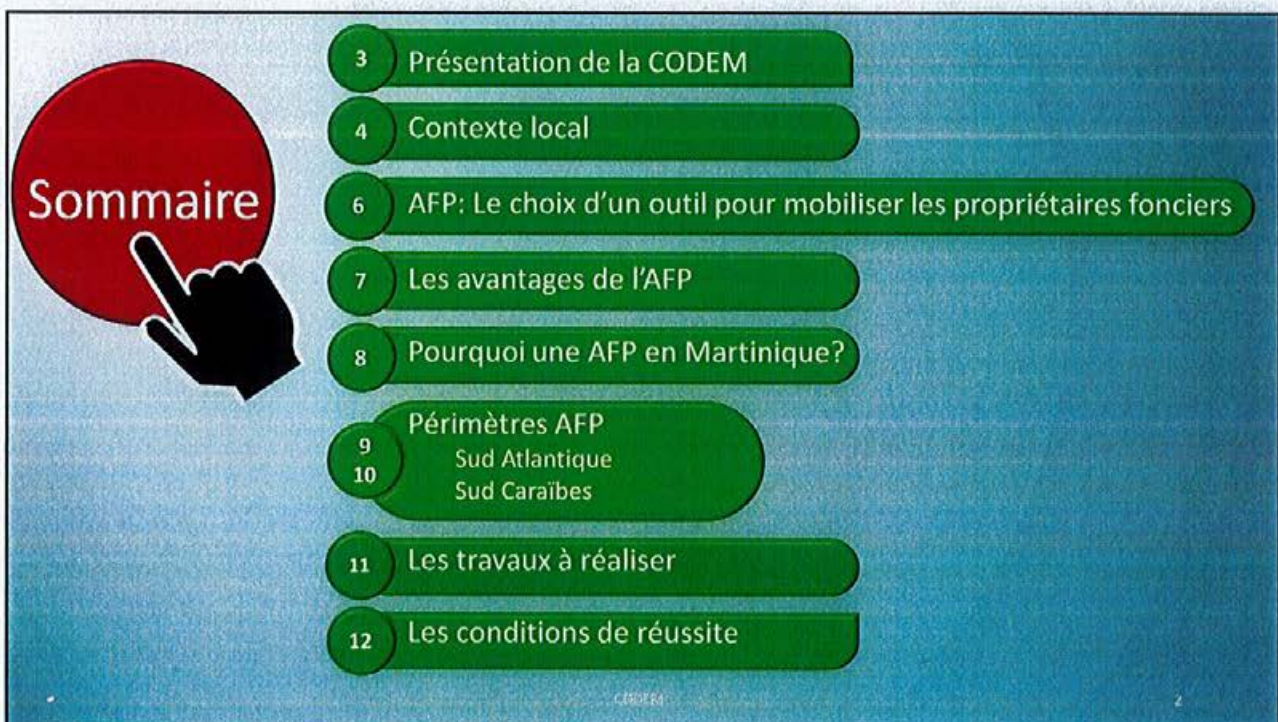 Sommaire
3 Présentation de la CODEM
4 Contexte local
6 AFP: Le choix d'un outil pour mobiliser les propriétaires fonciers
7 Les avantages de l'AFP
8 Pourquoi une AFP en Martinique?
9
10
Périmètres AFP
Sud Atlantique
Sud Caraïbes
11 Les travaux à réaliser
12 Les conditions de réussite
2